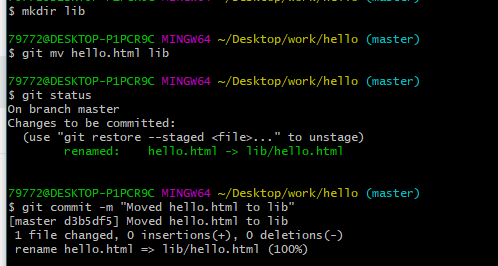 $ mkdir lib
79772@DESKTOP-P1PCR9C MINGW64 ~/Desktop/work/hello (master)
$ git mv hello.html lib
79772@DESKTOP-P1PCR9C MINGW64 ~/Desktop/work/hello (master)
$ git status
On branch master
Changes to be committed:
  (use "git restore --staged <file>..." to unstage)
        renamed:    hello.html -> lib/hello.html
79772@DESKTOP-P1PCR9C MINGW64 ~/Desktop/work/hello (master)
$ git commit -m "Moved hello.html to lib"
[master d3b5df5] Moved hello.html to lib
 1 file changed, 0 insertions(+), 0 deletions(-)
 rename hello.html => lib/hello.html (100%)